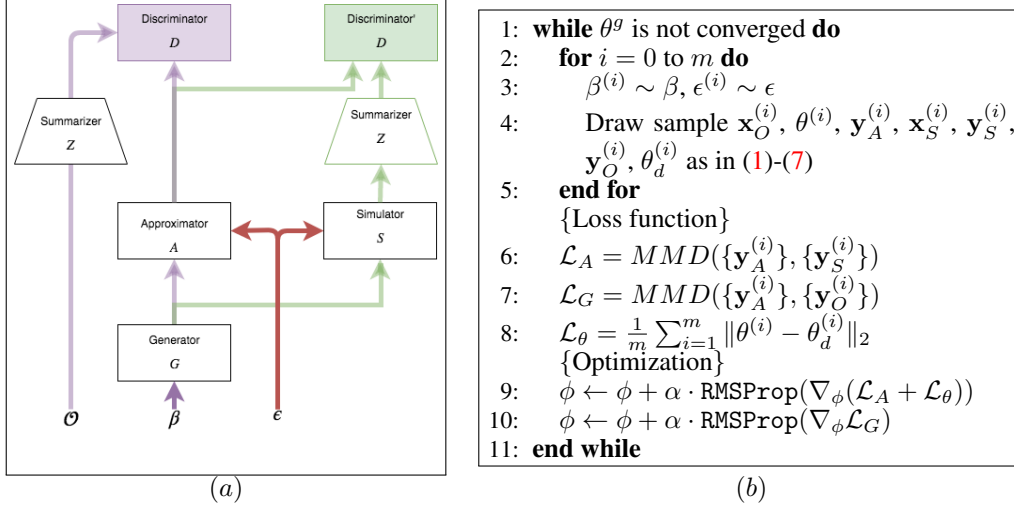 Discriminator
D
Discriminator'
D
Summarizer
Z
Summarizer
Z
Approximator
A
Simulator
S
Generator
G
𝒪
β
ϵ
(a)
1: while θ^g is not converged do
2: for i = 0 to m do
3: β^{(i)} ∼ β, ϵ^{(i)} ∼ ϵ
4: Draw sample x_O^{(i)}, θ^{(i)}, y_A^{(i)}, x_S^{(i)}, y_S^{(i)},
y_O^{(i)}, θ_d^{(i)} as in (1)-(7)
5: end for
{Loss function}
6: ℒ_A = MMD({y_A^{(i)}}, {y_S^{(i)}})
7: ℒ_G = MMD({y_A^{(i)}}, {y_O^{(i)}})
8: ℒ_θ = \frac{1}{m} ∑_{i=1}^{m} ‖θ^{(i)} − θ_d^{(i)}‖_2
{Optimization}
9: ϕ ← ϕ + α · RMSProp(∇_ϕ(ℒ_A + ℒ_θ))
10: ϕ ← ϕ + α · RMSProp(∇_ϕ ℒ_G)
11: end while
(b)